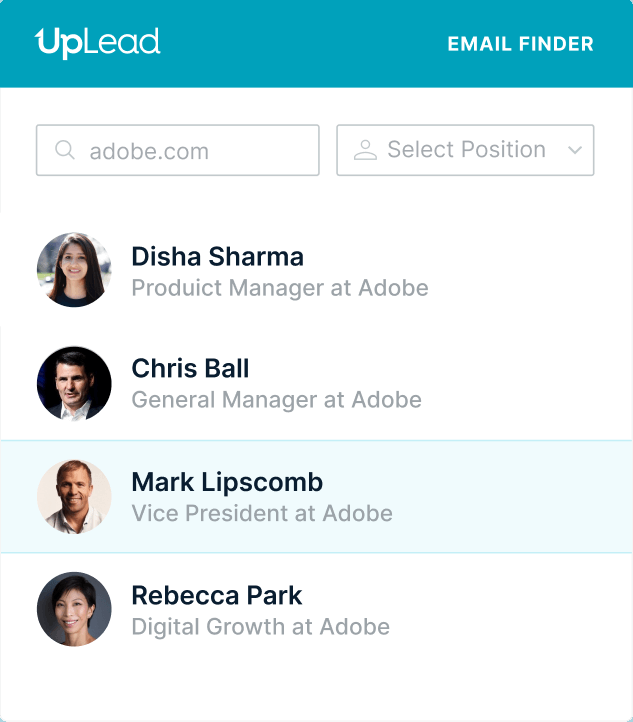 UpLead
EMAIL FINDER
adobe.com
Select Position
Disha Sharma
Produict Manager at Adobe
Chris Ball
General Manager at Adobe
Mark Lipscomb
Vice President at Adobe
Rebecca Park
Digital Growth at Adobe